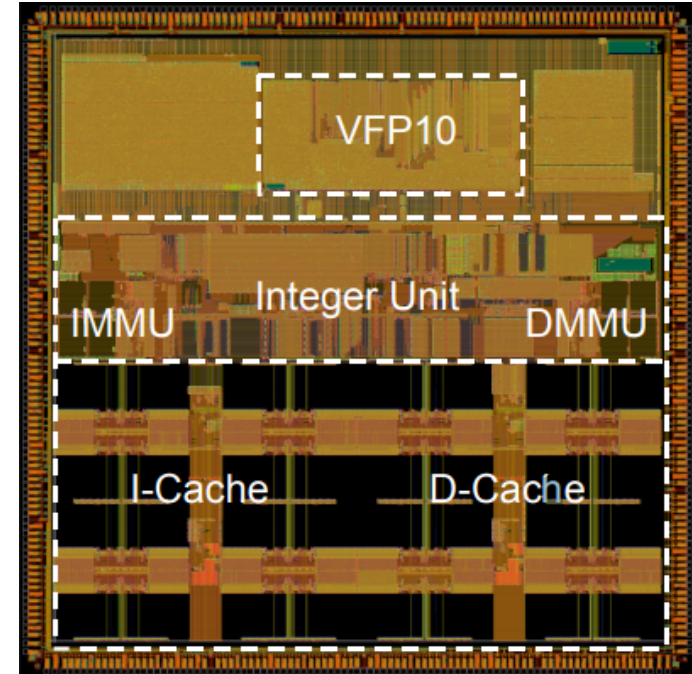 VFP10
Integer Unit
IMMU
DMMU
I-Cache
D-Cache